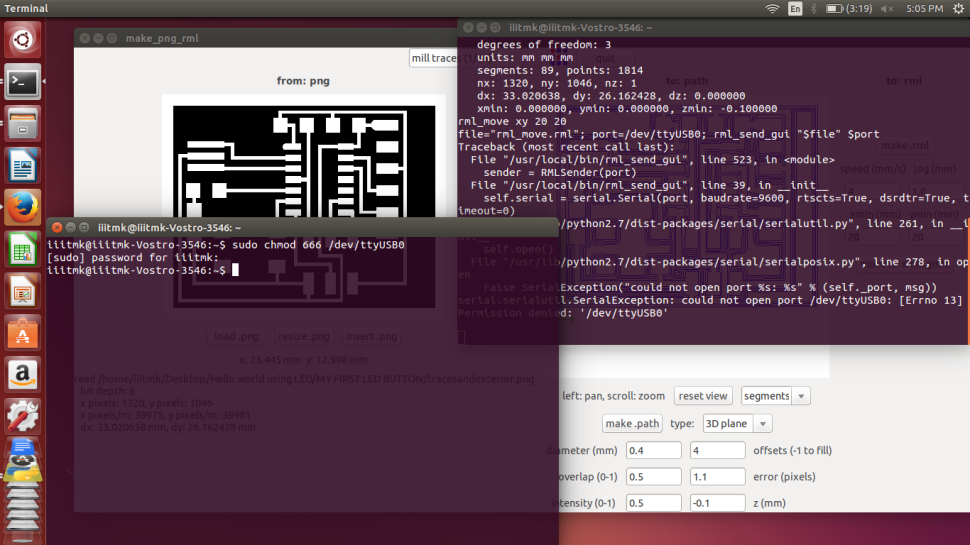 Terminal
En
(3:19)
5:05 PM
make_png_rml
iiitmk@iiitmk-Vostro-3546: ~
mill traces (1/
quit
from: png
to: path
to: rml
degrees of freedom: 3
units: mm mm mm
segments: 89, points: 1814
nx: 1320, ny: 1046, nz: 1
dx: 33.020638, dy: 26.162428, dz: 0.000000
xmin: 0.000000, ymin: 0.000000, zmin: -0.100000
rml_move xy 20 20
file="rml_move.rml"; port=/dev/ttyUSB0; rml_send_gui "$file" $port
Traceback (most recent call last):
File "/usr/local/bin/rml_send_gui", line 523, in <module>
sender = RMLSender(port)
File "/usr/local/bin/rml_send_gui", line 39, in __init__
self.serial = serial.Serial(port, baudrate=9600, rtscts=True, dsrdtr=True, t
imeout=0)
/python2.7/dist-packages/serial/serialutil.py", line 261, in __i
self.open()
File "/usr/lib/python2.7/dist-packages/serial/serialposix.py", line 278, in op
en
raise SerialException("could not open port %s: %s" % (self._port, msg))
serial.serialutil.SerialException: could not open port /dev/ttyUSB0: [Errno 13]
Permission denied: '/dev/ttyUSB0'
make .rml
speed (mm/s)
jog (mm)
4
1.0
xmin (mm)
ymin (mm)
20
20
iiitmk@iiitmk-Vostro-3546: ~
iiitmk@iiitmk-Vostro-3546:~$ sudo chmod 666 /dev/ttyUSB0
[sudo] password for iiitmk:
iiitmk@iiitmk-Vostro-3546:~$
load .png
resize .png
invert .png
x: 23.445 mm y: 12.998 mm
read /home/iiitmk/Desktop/Hello world using LED/MY FIRST LED BUTTON/tracesandexterior.png
bit depth: 8
x pixels: 1320, y pixels: 1046
x pixels/m: 39975, y pixels/m: 39981
dx: 33.020638 mm, dy: 26.162428 mm
left: pan, scroll: zoom
reset view
segments
make .path
type:
3D plane
diameter (mm)
0.4
4
offsets (-1 to fill)
overlap (0-1)
0.5
1.1
error (pixels)
intensity (0-1)
0.5
-0.1
z (mm)